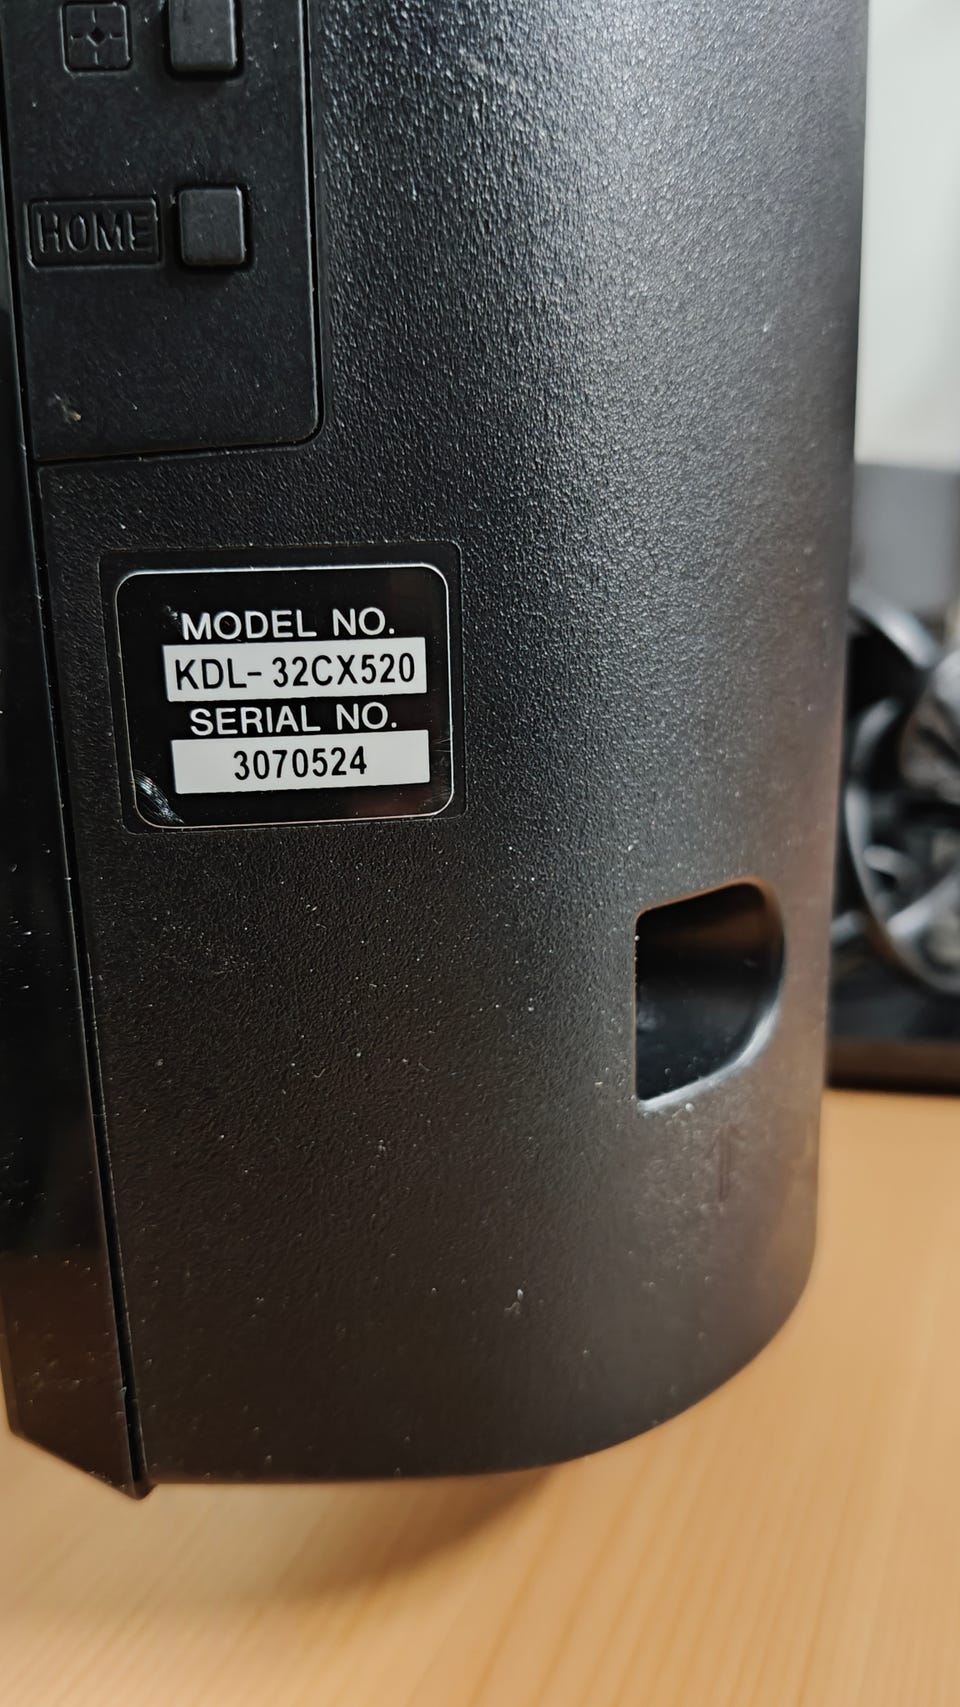 HOME
MODEL NO.
KDL-32CX520
SERIAL NO.
3070524